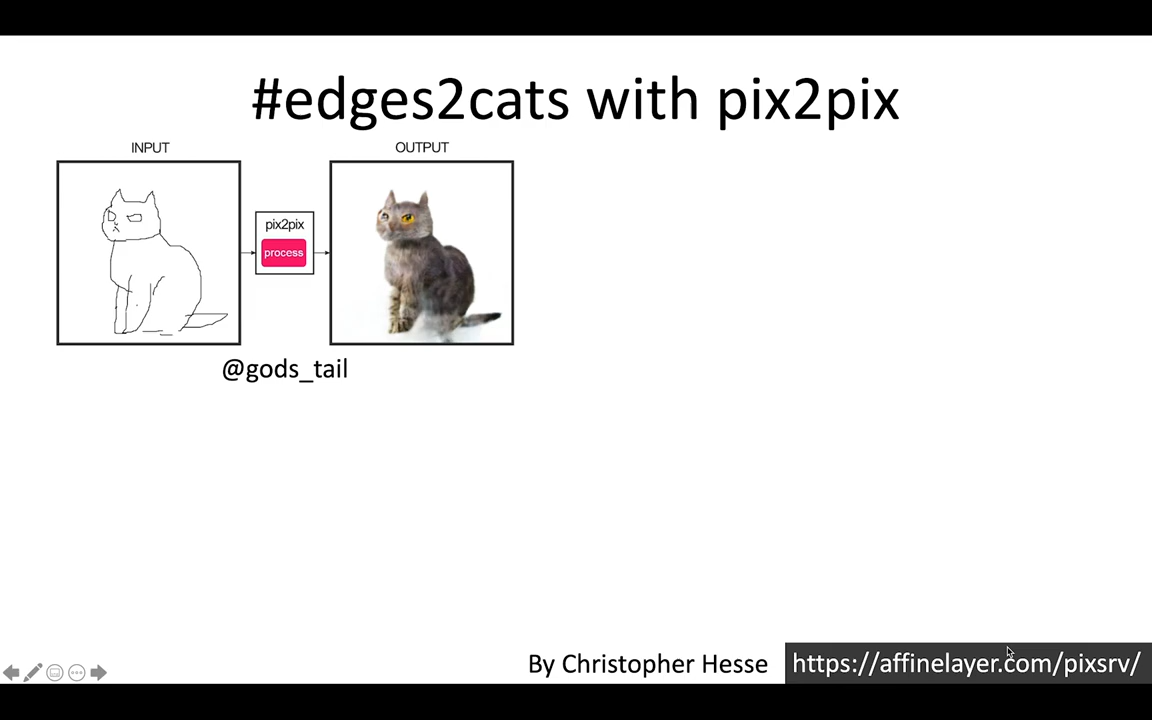 #edges2cats with pix2pix
INPUT
OUTPUT
pix2pix
process
@gods_tail
By Christopher Hesse
https://affinelayer.com/pixsrv/